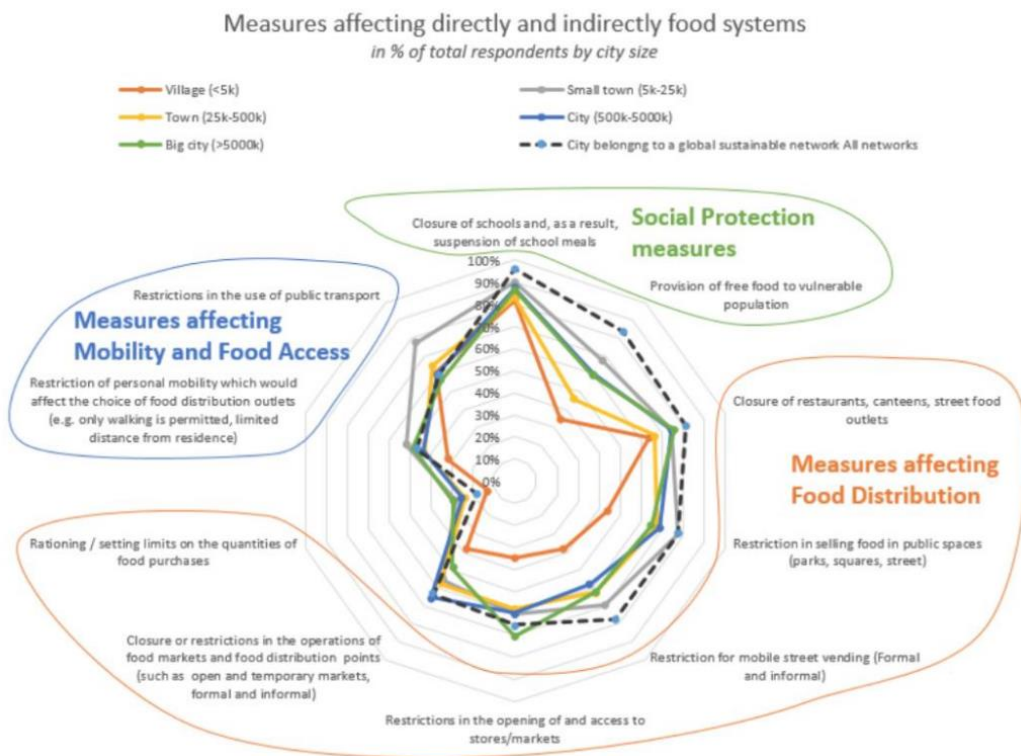 Measures affecting directly and indirectly food systems
in % of total respondents by city size
Village (<5k)
Small town (5k-25k)
Town (25k-500k)
City (500k-5000k)
Big city (>5000k)
City belongng to a global sustainable network All networks
Closure of schools and, as a result,
suspension of school meals
Social Protection
measures
100%
90%
80%
70%
60%
50%
40%
30%
20%
10%
0%
Provision of free food to vulnerable
population
Restrictions in the use of public transport
Measures affecting
Mobility and Food Access
Restriction of personal mobility which would
affect the choice of food distribution outlets
(e.g. only walking is permitted, limited
distance from residence)
Closure of restaurants, canteens, street food
outlets
Measures affecting
Food Distribution
Restriction in selling food in public spaces
(parks, squares, street)
Rationing / setting limits on the quantities of
food purchases
Closure or restrictions in the operations of
food markets and food distribution points
(such as open and temporary markets,
formal and informal)
Restriction for mobile street vending (Formal
and informal)
Restrictions in the opening of and access to
stores/markets